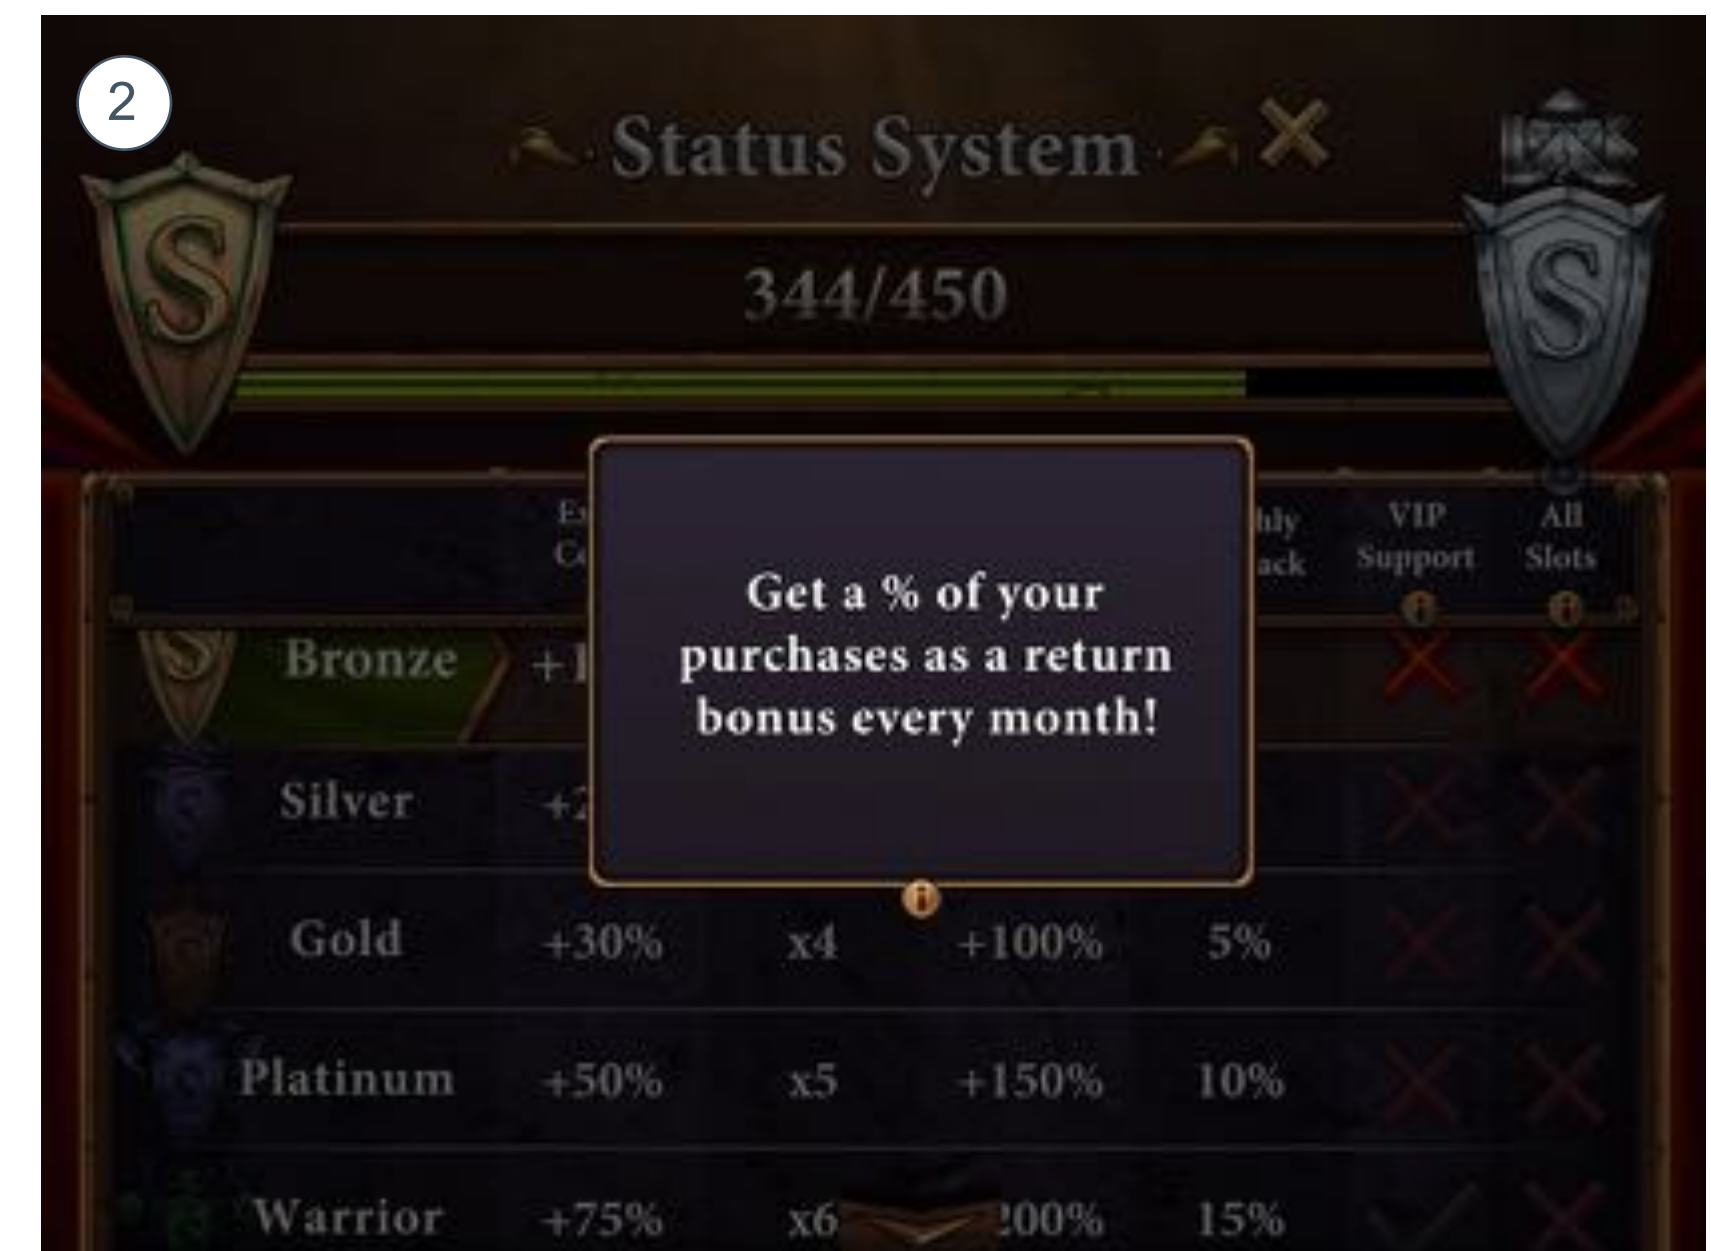 2
Status System
S
S
344/450
VIP
Support
All
Slots
Get a % of your
purchases as a return
bonus every month!
Bronze
Silver
Gold +30% x4 +100% 5%
Platinum +50% x5 +150% 10%
Warrior +75% x6 200% 15%